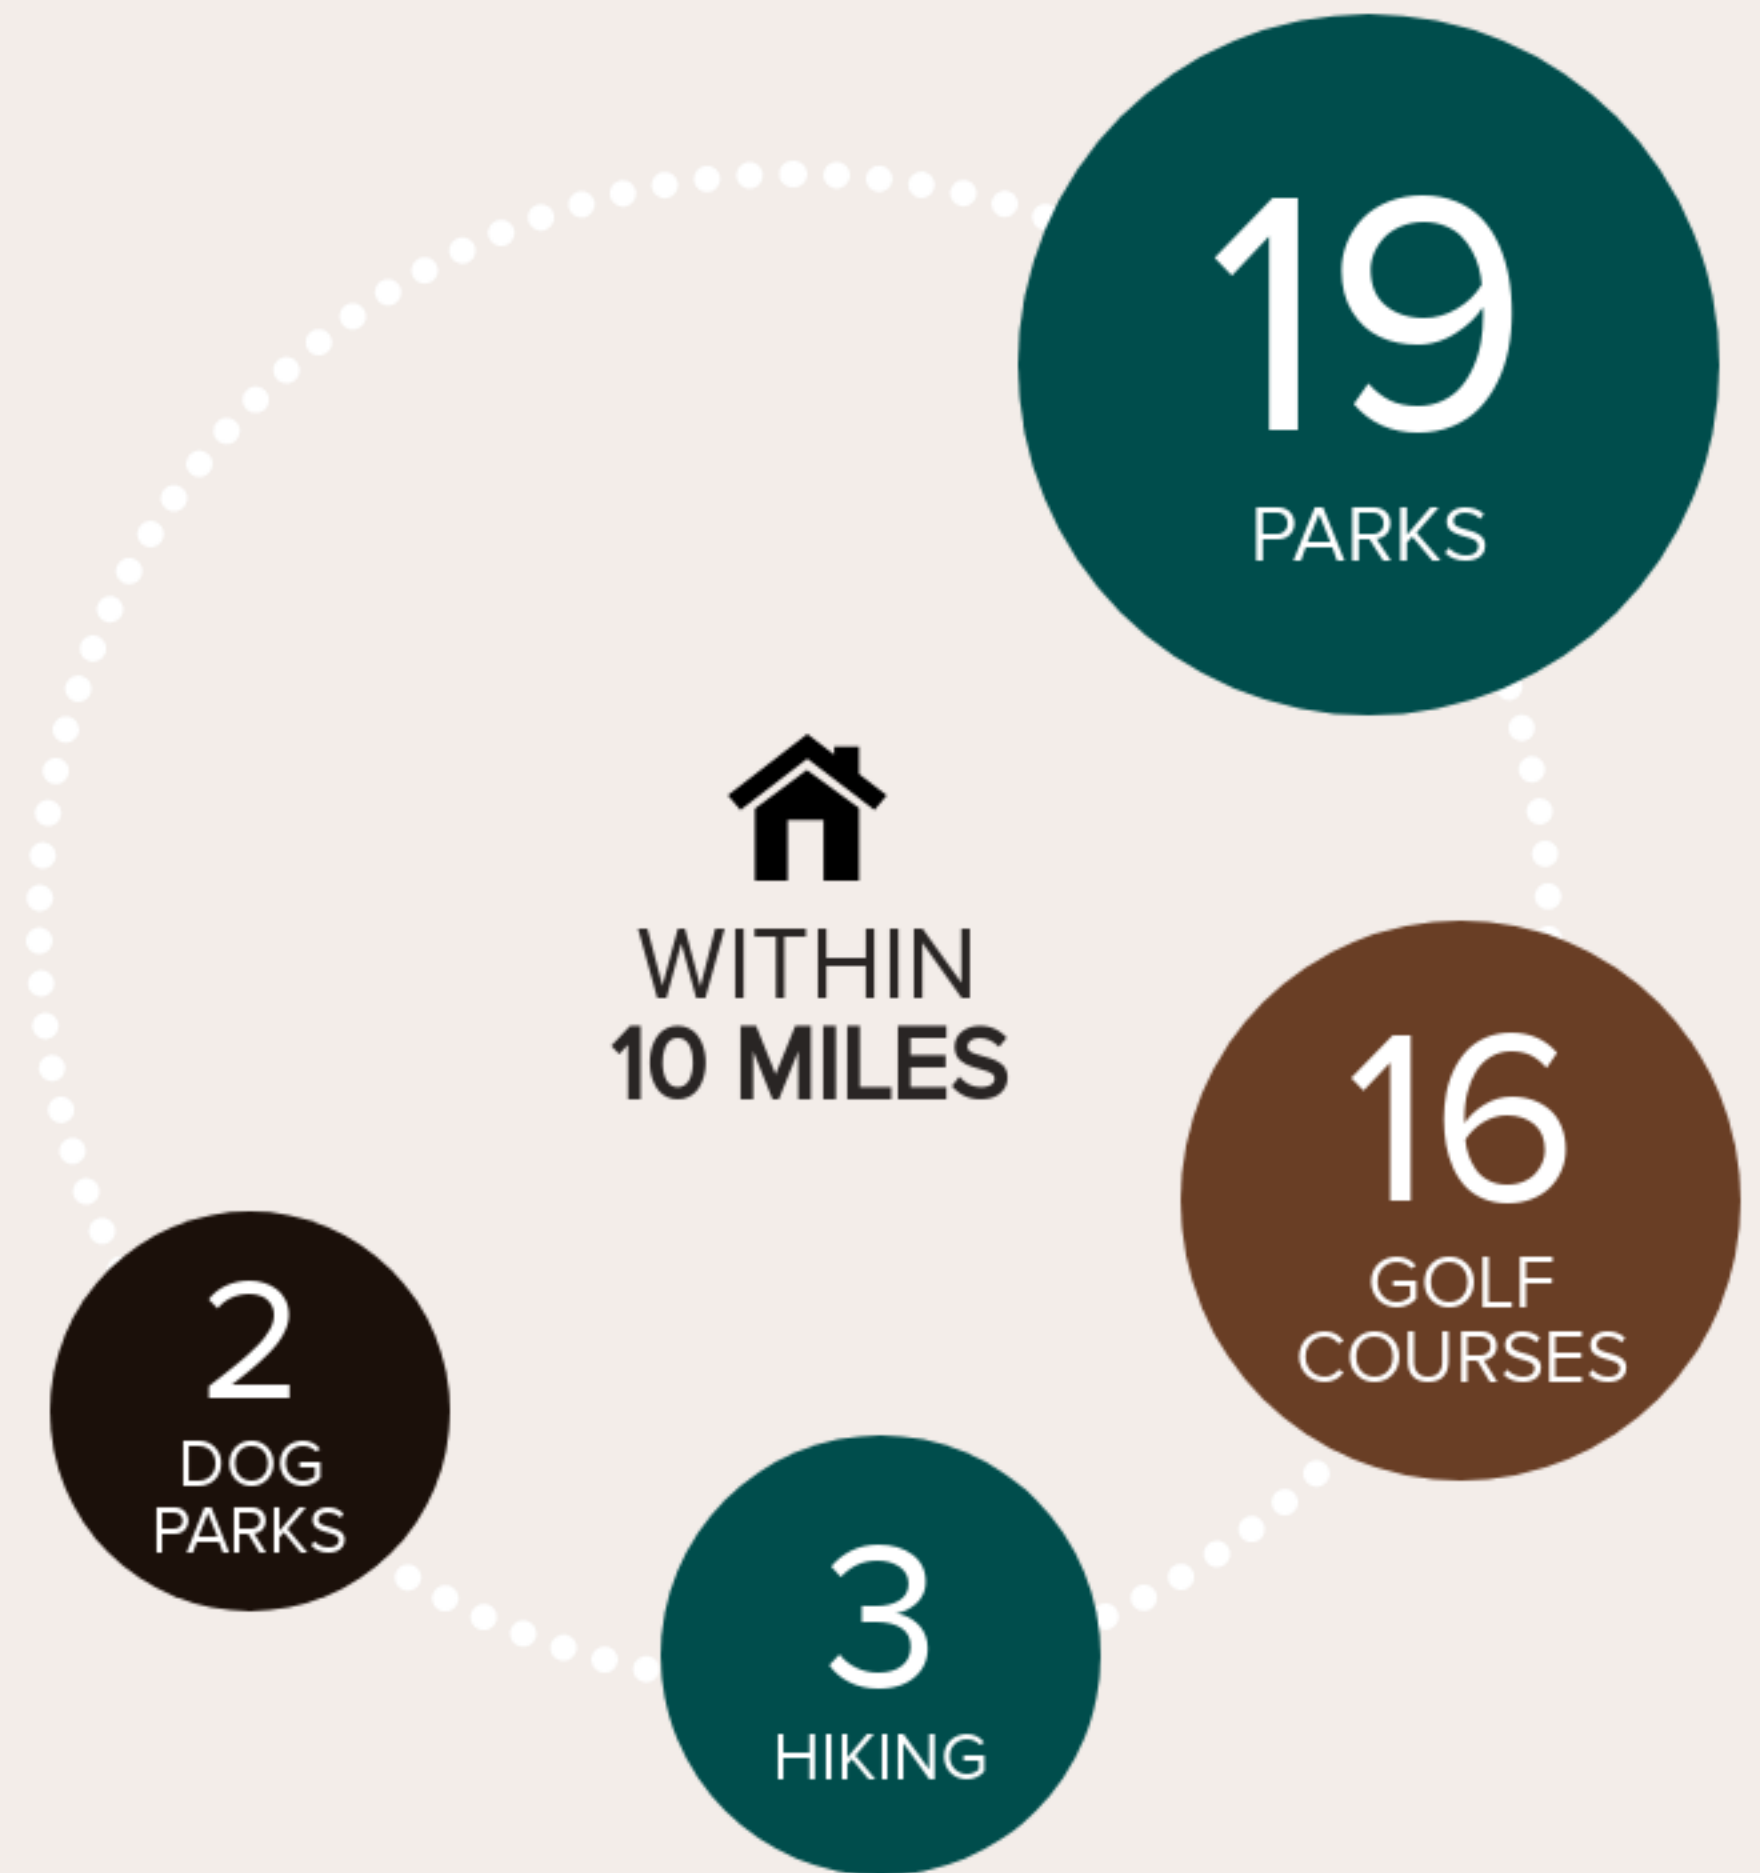 19
PARKS
WITHIN
10 MILES
16
GOLF
COURSES
2
DOG
PARKS
3
HIKING